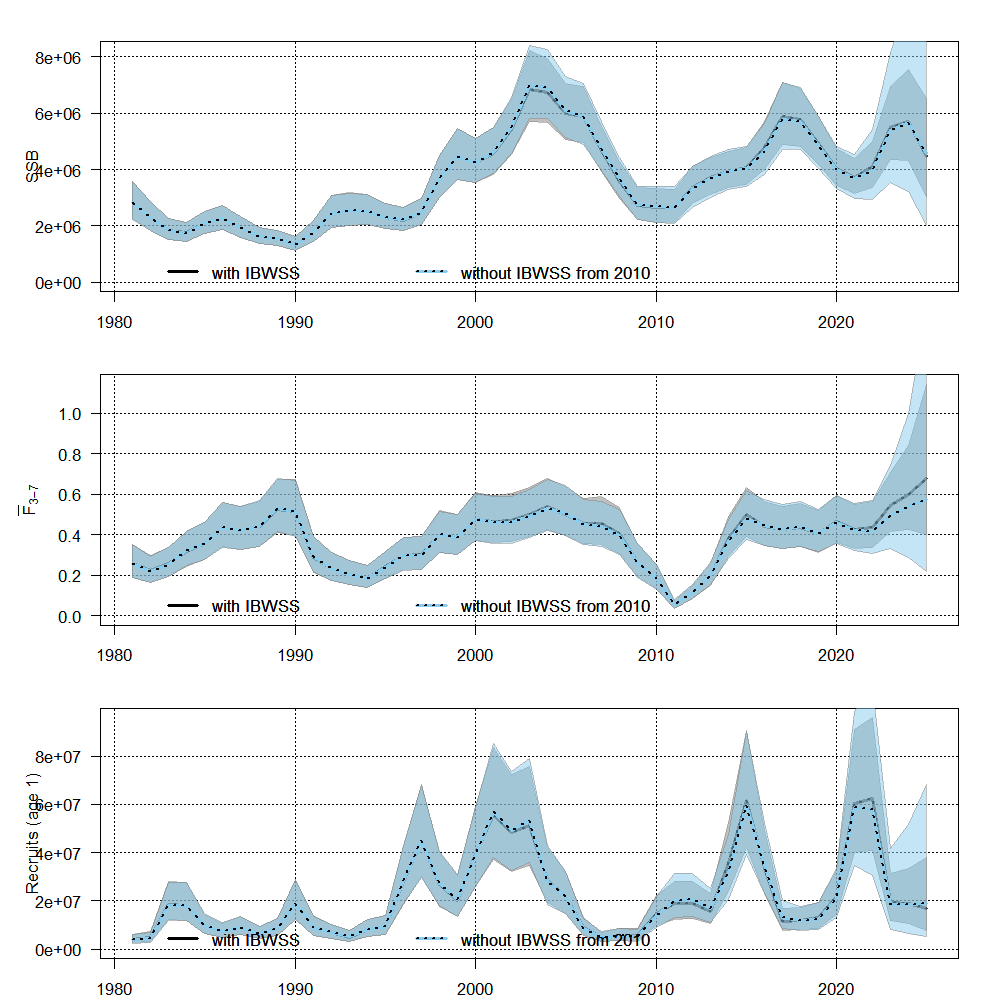 SSB
8e+06
6e+06
4e+06
2e+06
0e+00
with IBWSS
without IBWSS from 2010
1980
1990
2000
2010
2020
F̅3−7
1.0
0.8
0.6
0.4
0.2
0.0
with IBWSS
without IBWSS from 2010
1980
1990
2000
2010
2020
Recruits (age 1)
8e+07
6e+07
4e+07
2e+07
0e+00
with IBWSS
without IBWSS from 2010
1980
1990
2000
2010
2020